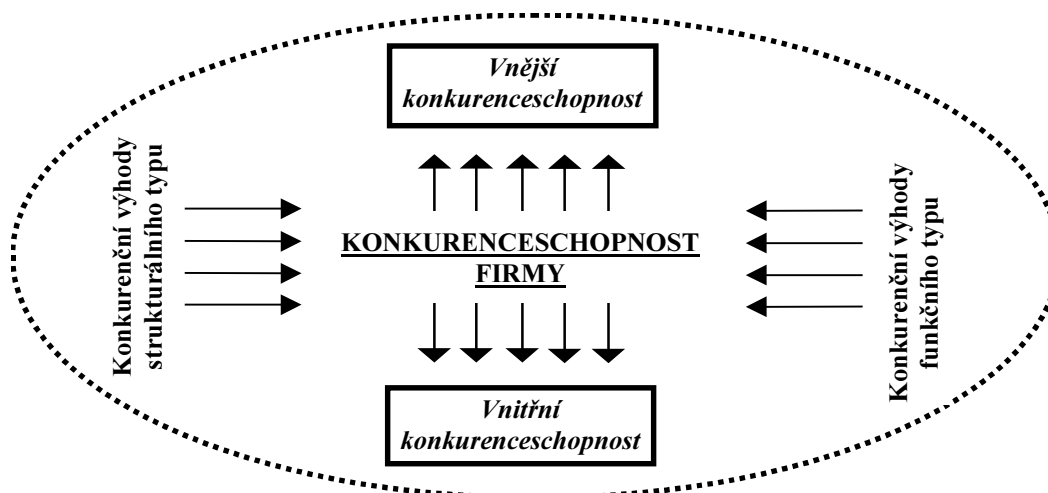 Vnější
konkurenceschopnost
Konkurenční výhody
strukturálního typu
KONKURENCESCHOPNOST
FIRMY
Konkurenční výhody
funkčního typu
Vnitřní
konkurenceschopnost